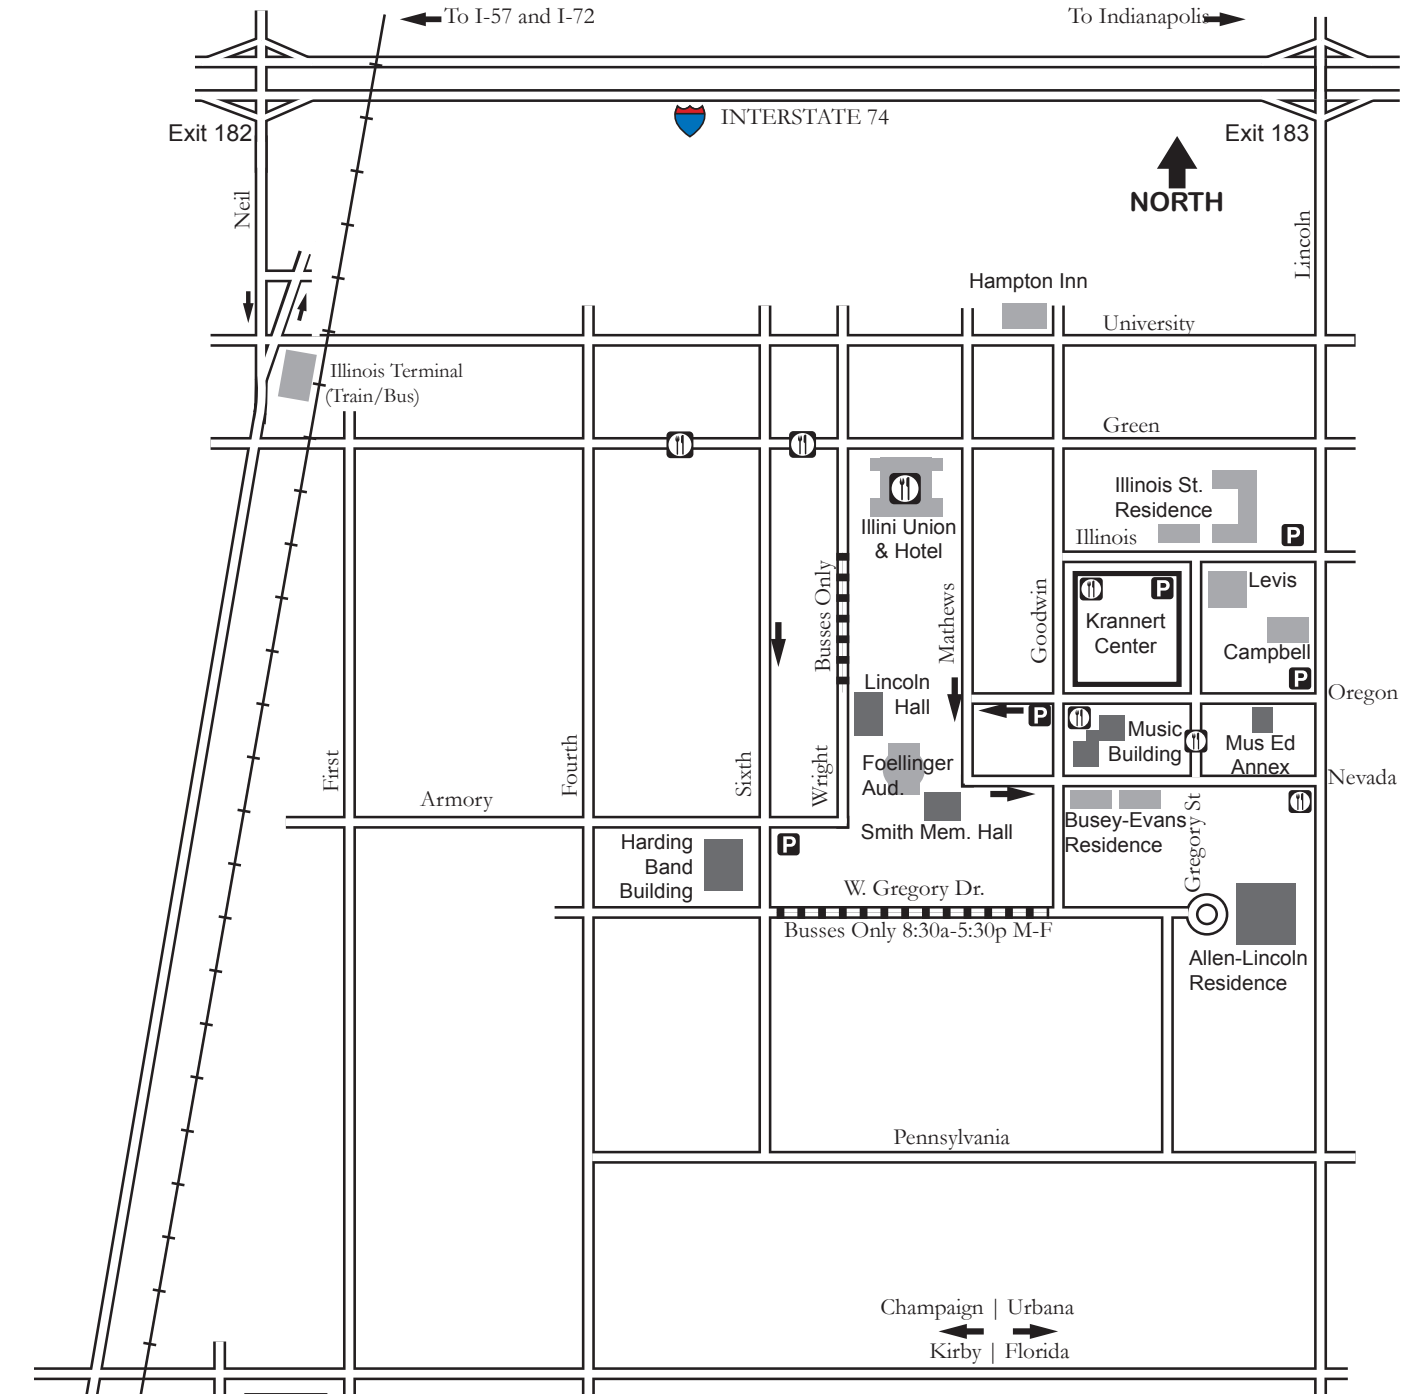 To I-57 and I-72
To Indianapolis
INTERSTATE 74
Exit 182
Exit 183
NORTH
Neil
Lincoln
Hampton Inn
University
Illinois Terminal
(Train/Bus)
Green
Illinois St.
Residence
Illini Union
& Hotel
Illinois
P
Busses Only
Mathews
Goodwin
P
Krannert
Center
Levis
Campbell
P
Lincoln
Hall
Oregon
P
Music
Building
Mus Ed
Annex
Nevada
First
Fourth
Sixth
Wright
Foellinger
Aud.
Armory
Smith Mem. Hall
Busey-Evans
Residence
Gregory St
Harding
Band
Building
P
W. Gregory Dr.
Busses Only 8:30a-5:30p M-F
Allen-Lincoln
Residence
Pennsylvania
Champaign | Urbana
Kirby | Florida